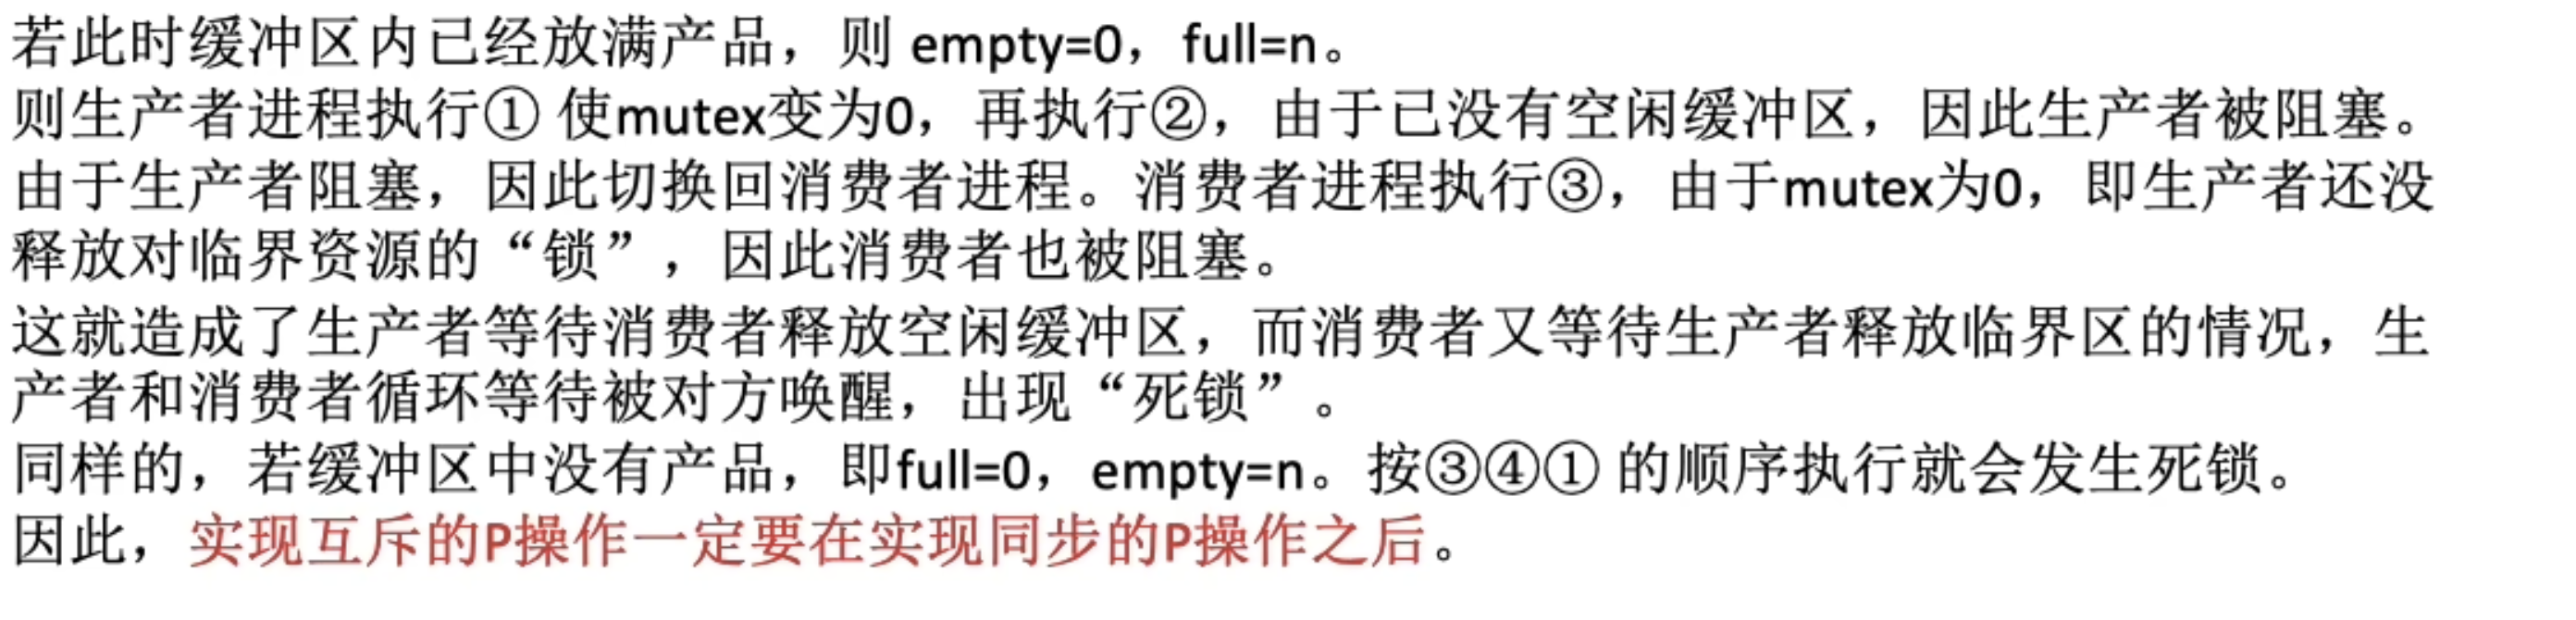 若此时缓冲区内已经放满产品，则 empty=0，full=n。
则生产者进程执行① 使mutex变为0，再执行②，由于已没有空闲缓冲区，因此生产者被阻塞。
由于生产者阻塞，因此切换回消费者进程。消费者进程执行③，由于mutex为0，即生产者还没
释放对临界资源的“锁”，因此消费者也被阻塞。
这就造成了生产者等待消费者释放空闲缓冲区，而消费者又等待生产者释放临界区的情况，生
产者和消费者循环等待被对方唤醒，出现“死锁”。
同样的，若缓冲区中没有产品，即full=0，empty=n。按③④① 的顺序执行就会发生死锁。
因此，实现互斥的P操作一定要在实现同步的P操作之后。